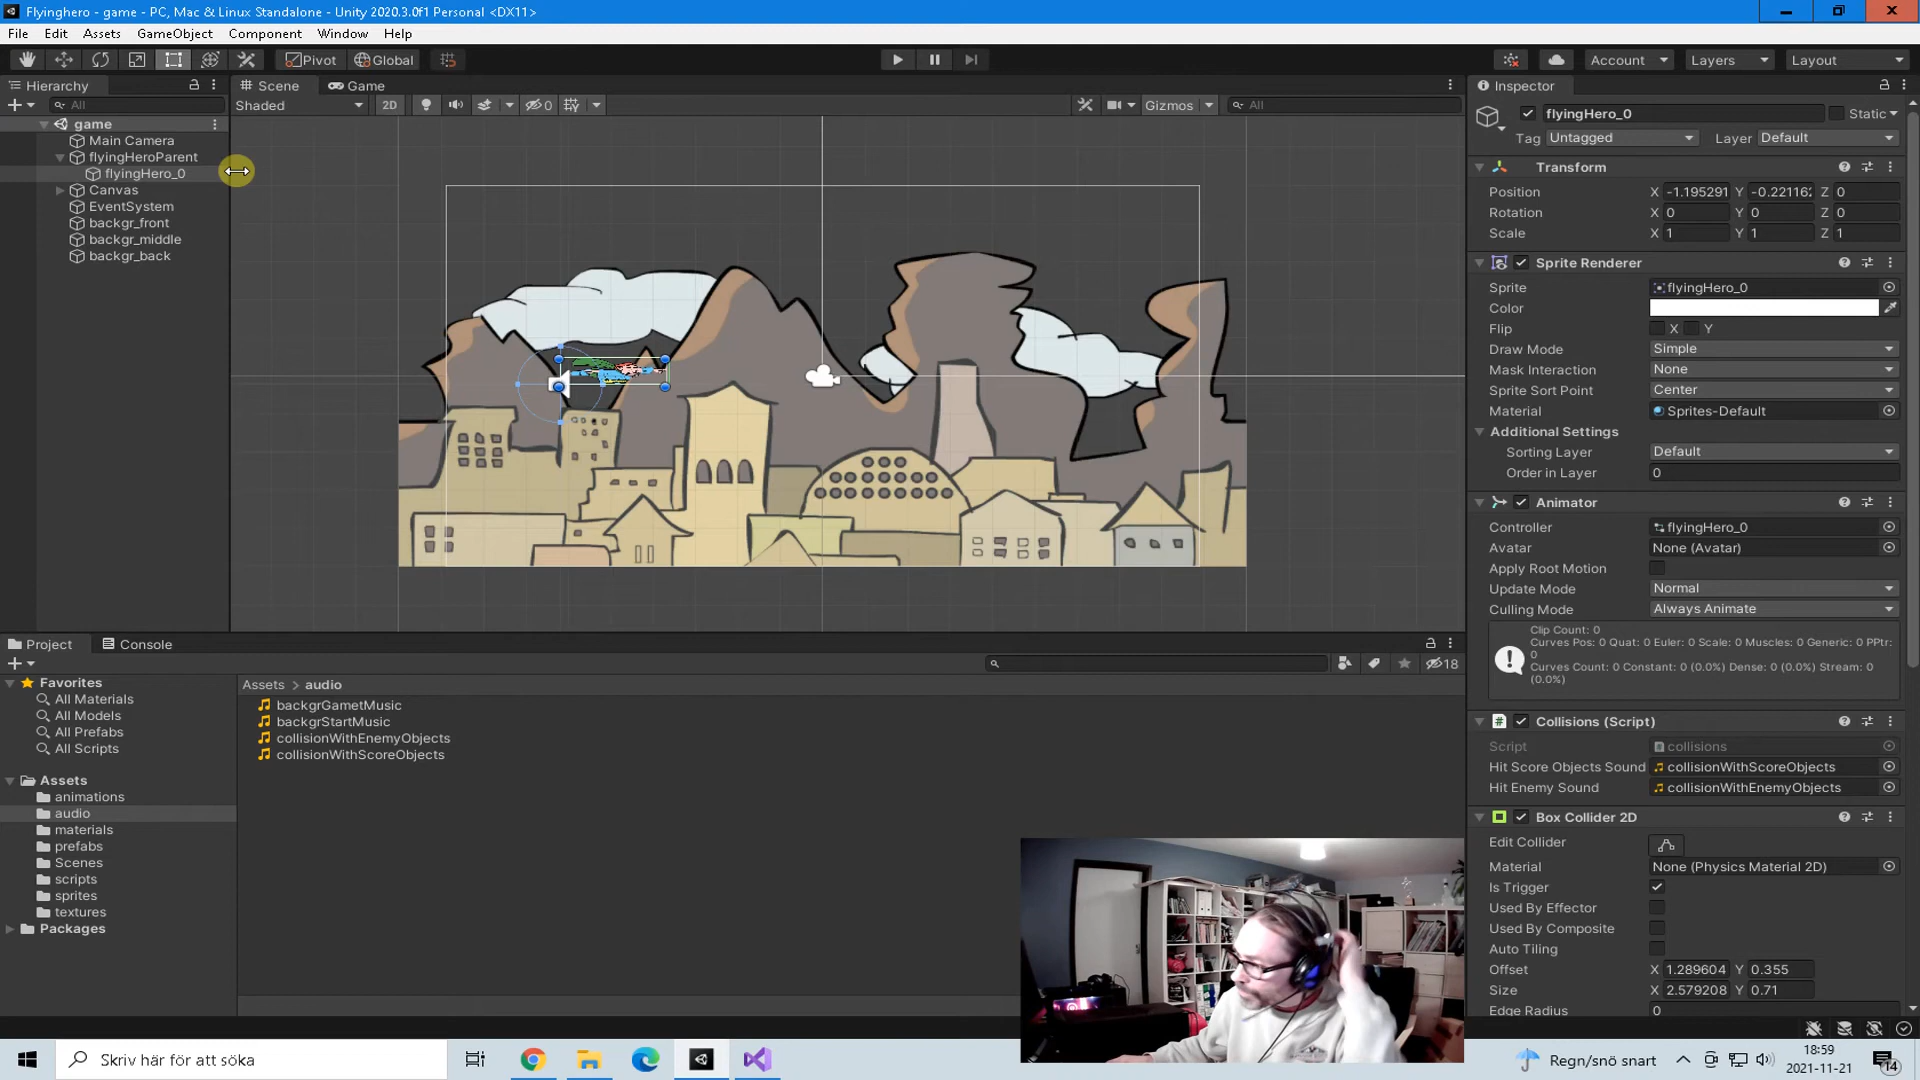 Flyinghero - game - PC, Mac & Linux Standalone - Unity 2020.3.0f1 Personal <DX11>
File Edit Assets GameObject Component Window Help
Pivot Global Account Layers Layout
Hierarchy
All
game
Main Camera
flyingHeroParent
flyingHero_0
Canvas
EventSystem
backgr_front
backgr_middle
backgr_back
Scene Game
Shaded 2D 0 Gizmos All
Inspector
flyingHero_0 Static
Tag Untagged Layer Default
Transform
Position X -1.195291 Y -0.221162 Z 0
Rotation X 0 Y 0 Z 0
Scale X 1 Y 1 Z 1
Sprite Renderer
Sprite flyingHero_0
Color
Flip X Y
Draw Mode Simple
Mask Interaction None
Sprite Sort Point Center
Material Sprites-Default
Additional Settings
Sorting Layer Default
Order in Layer 0
Animator
Controller flyingHero_0
Avatar None (Avatar)
Apply Root Motion
Update Mode Normal
Culling Mode Always Animate
Clip Count: 0
Curves Pos: 0 Quat: 0 Euler: 0 Scale: 0 Muscles: 0 Generic: 0 PPtr:
0
Curves Count: 0 Constant: 0 (0.0%) Dense: 0 (0.0%) Stream: 0
(0.0%)
Collisions (Script)
Script collisions
Hit Score Objects Sound collisionWithScoreObjects
Hit Enemy Sound collisionWithEnemyObjects
Box Collider 2D
Edit Collider
Material None (Physics Material 2D)
Is Trigger
Used By Effector
Used By Composite
Auto Tiling
Offset X 1.289604 Y 0.355
Size X 2.579208 Y 0.71
Edge Radius 0
Project Console
18
Favorites
All Materials
All Models
All Prefabs
All Scripts
Assets
animations
audio
materials
prefabs
Scenes
scripts
sprites
textures
Packages
Assets > audio
backgrGametMusic
backgrStartMusic
collisionWithEnemyObjects
collisionWithScoreObjects
Skriv här för att söka
Regn/snö snart
18:59
2021-11-21
14